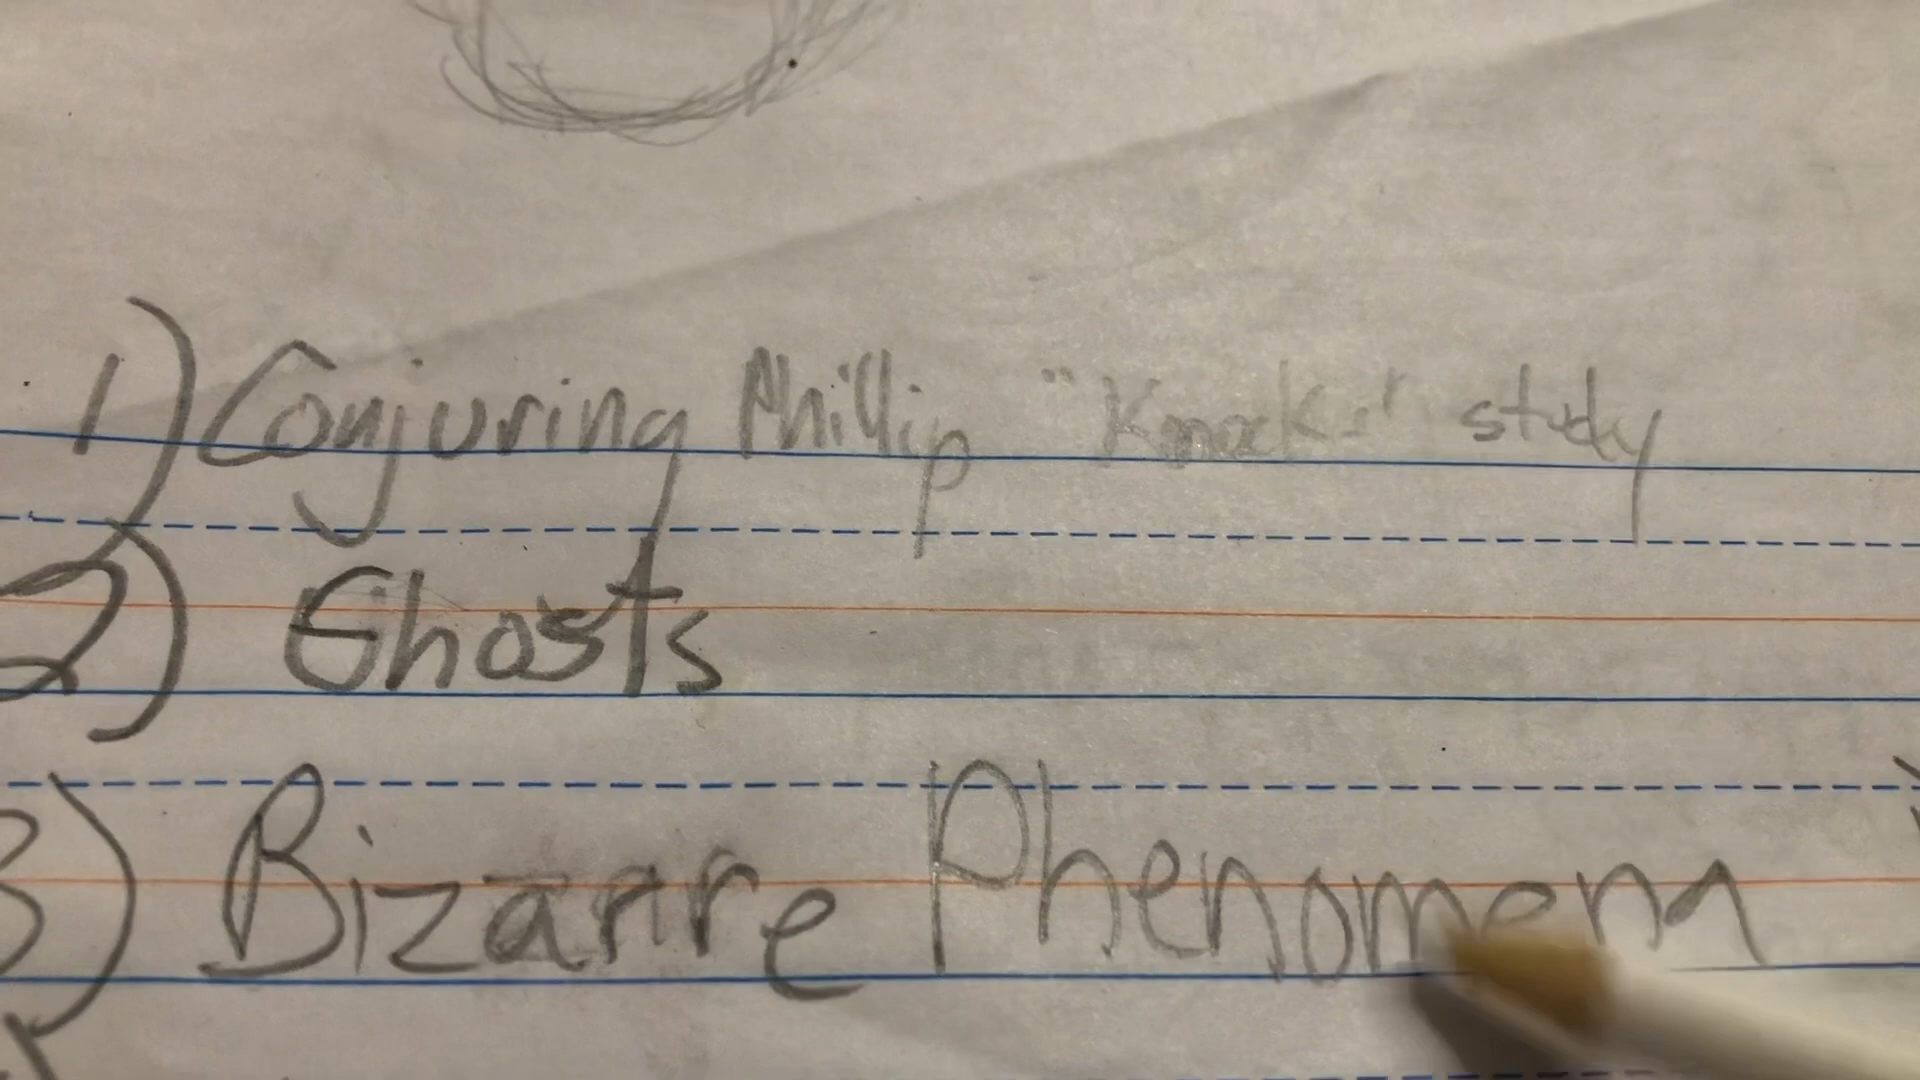 1) Conjuring Phillip "Knocks" study
2) Ghosts
3) Bizarre Phenomena